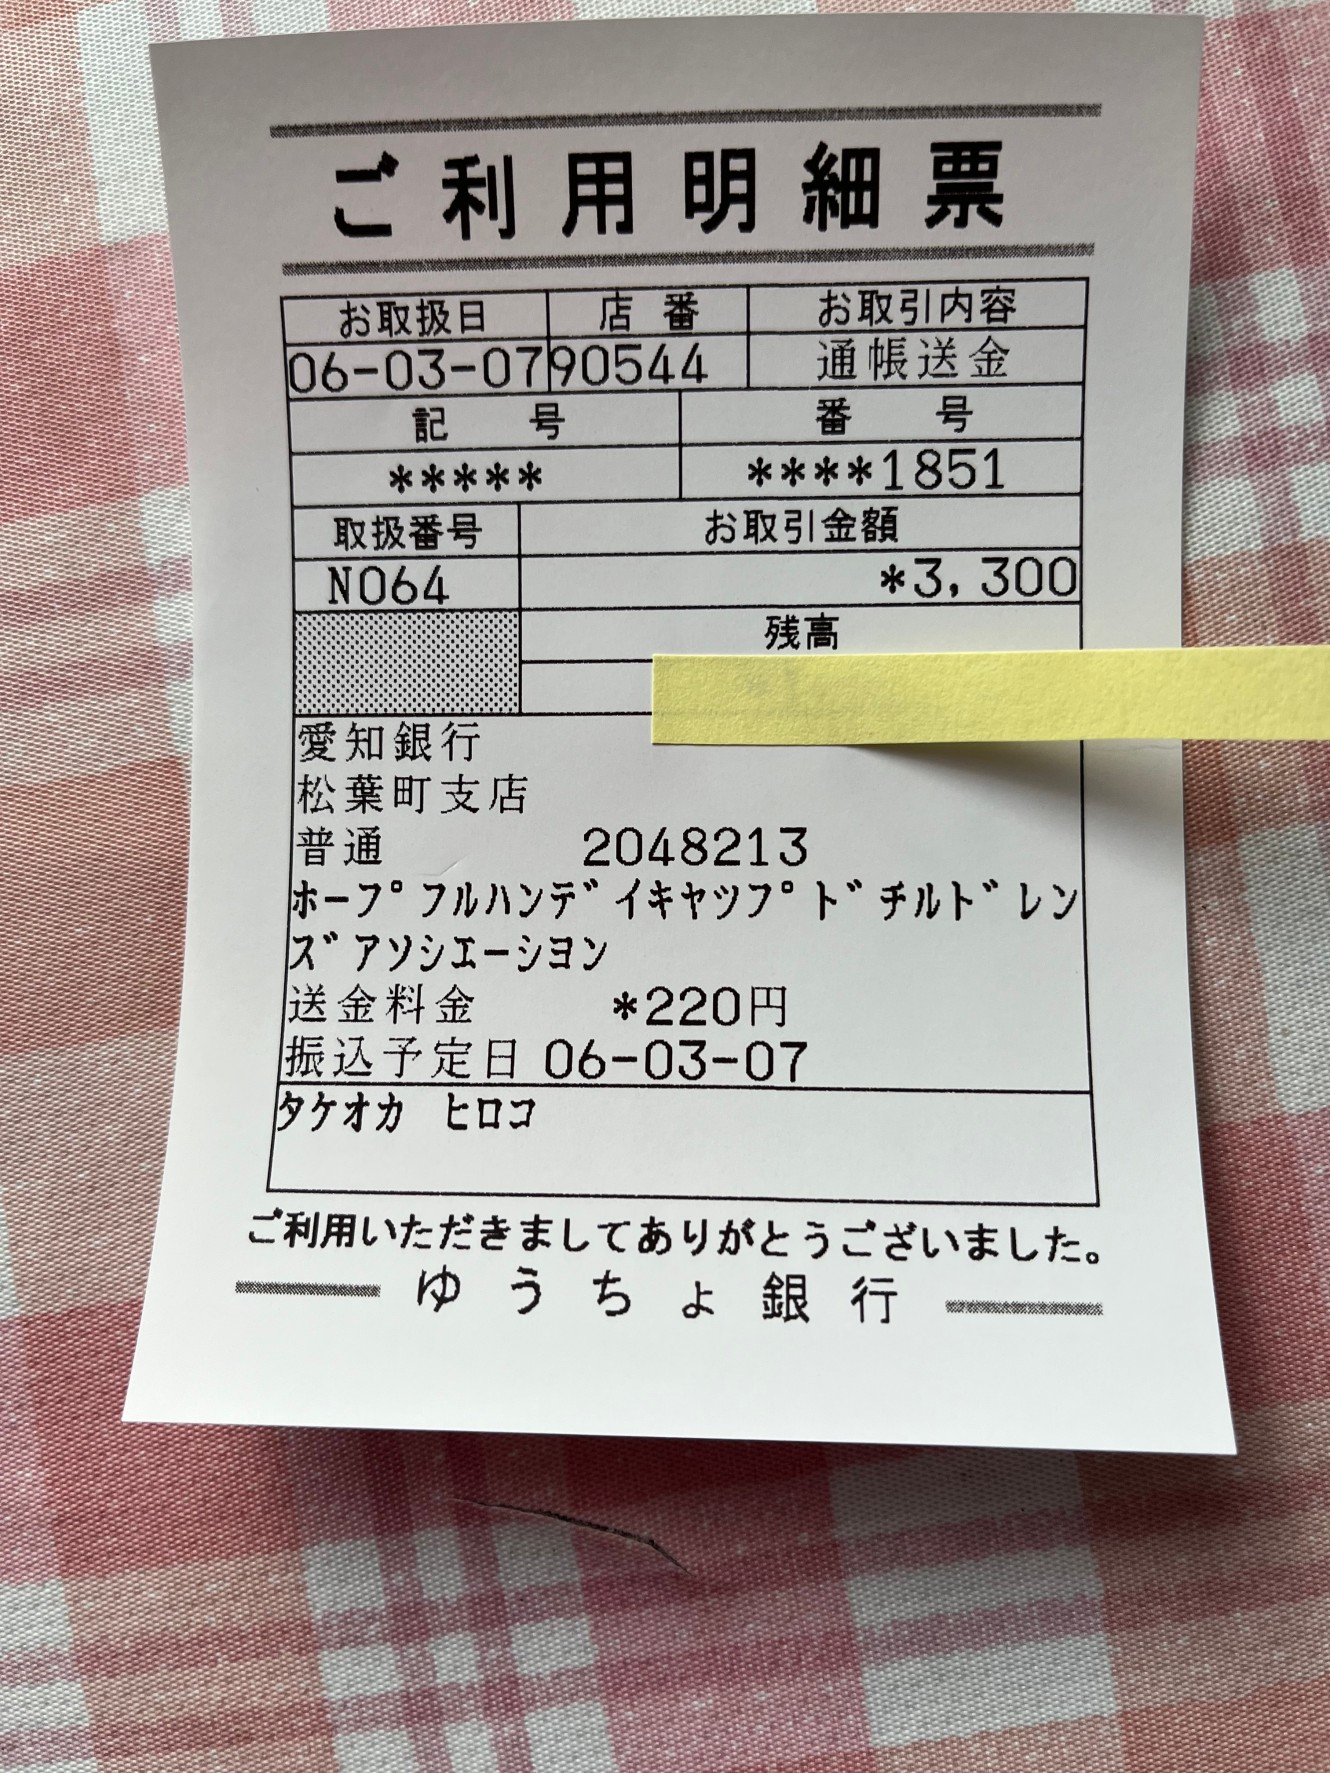 ご利用明細票
お取扱日 店番 お取引内容
06-03-07 90544 通帳送金
記号 番号
***** ****1851
取扱番号 お取引金額
N064 *3,300
残高
愛知銀行
松葉町支店
普通 2048213
ホープフルハンデイキヤツプドチルドレン
ズアソシエーシヨン
送金料金 *220円
振込予定日 06-03-07
タケオカ ヒロコ
ご利用いただきましてありがとうございました。
ゆうちょ銀行